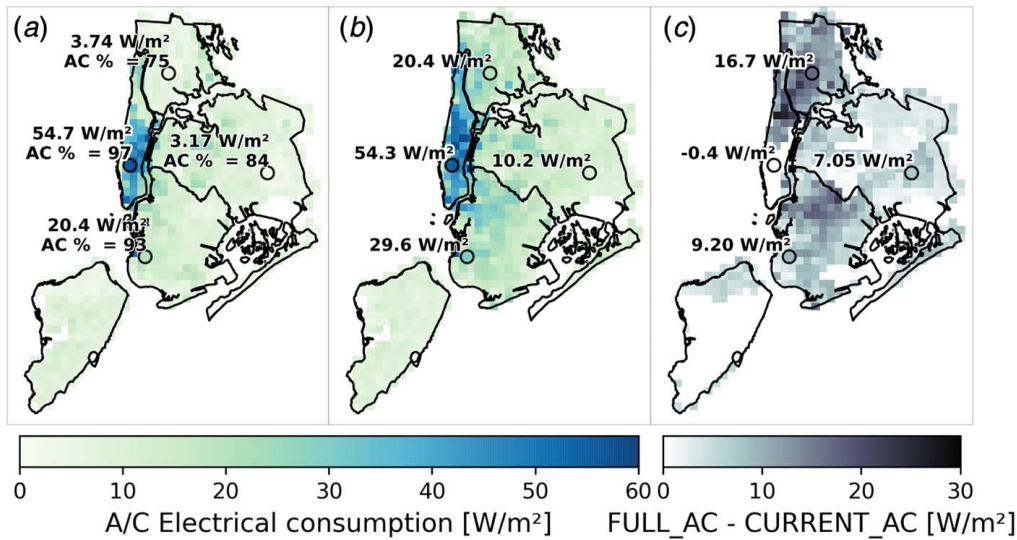 (a)
3.74 W/m²
AC % = 75
54.7 W/m²
AC % = 97
3.17 W/m²
AC % = 84
20.4 W/m²
AC % = 93
(b)
20.4 W/m²
54.3 W/m²
10.2 W/m²
29.6 W/m²
(c)
16.7 W/m²
-0.4 W/m²
7.05 W/m²
9.20 W/m²
0 10 20 30 40 50 60
A/C Electrical consumption [W/m²]
0 10 20 30
FULL_AC - CURRENT_AC [W/m²]